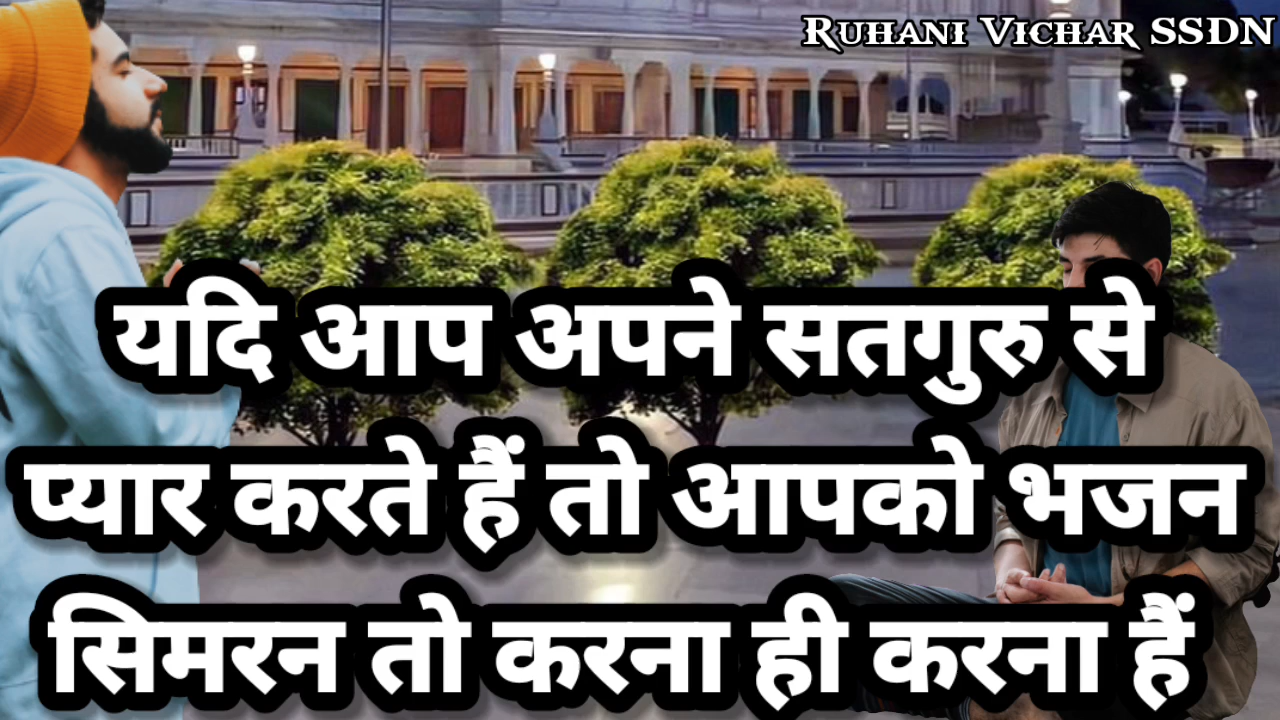 RUHANI VICHAR SSDN
यदि आप अपने सतगुरु से
प्यार करते हैं तो आपको भजन
सिमरन तो करना ही करना हैं